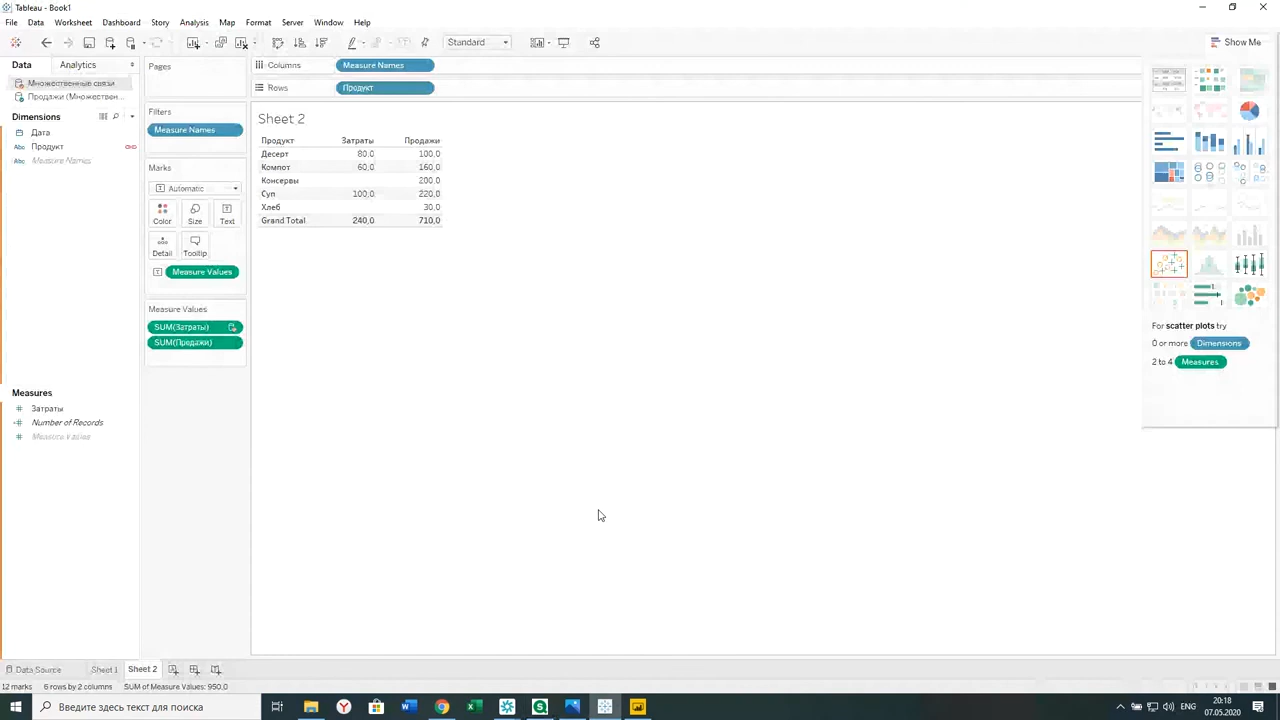 Tableau - Book1
File Data Worksheet Dashboard Story Analysis Map Format Server Window Help
Standard
Show Me
Data Analytics
Множественные связи
Продажи (Множествен...
Dimensions
Дата
Abc Продукт
Abc Measure Names
Measures
Затраты
Number of Records
Measure Values
Pages
Filters
Measure Names
Marks
Automatic
Color Size Text
Detail Tooltip
Measure Values
Measure Values
SUM(Затраты)
SUM(Продажи)
Columns Measure Names
Rows Продукт
Sheet 2
Продукт Затраты Продажи
Десерт 80,0 100,0
Компот 60,0 160,0
Консервы 200,0
Суп 100,0 220,0
Хлеб 30,0
Grand Total 240,0 710,0
For scatter plots try
0 or more Dimensions
2 to 4 Measures
Data Source Sheet 1 Sheet 2
12 marks 6 rows by 2 columns SUM of Measure Values: 950,0
Введите здесь текст для поиска
ENG
20:18
07.05.2020